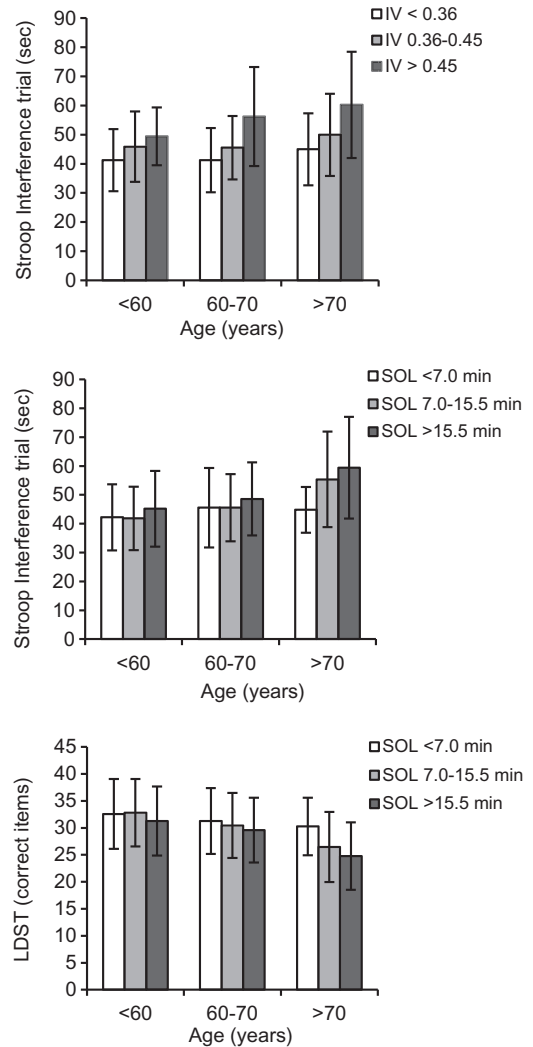 IV < 0.36
IV 0.36-0.45
IV > 0.45
Stroop Interference trial (sec)
90
80
70
60
50
40
30
20
10
0
<60 60-70 >70
Age (years)
SOL <7.0 min
SOL 7.0-15.5 min
SOL >15.5 min
Stroop Interference trial (sec)
90
80
70
60
50
40
30
20
10
0
<60 60-70 >70
Age (years)
SOL <7.0 min
SOL 7.0-15.5 min
SOL >15.5 min
LDST (correct items)
45
40
35
30
25
20
15
10
5
0
<60 60-70 >70
Age (years)